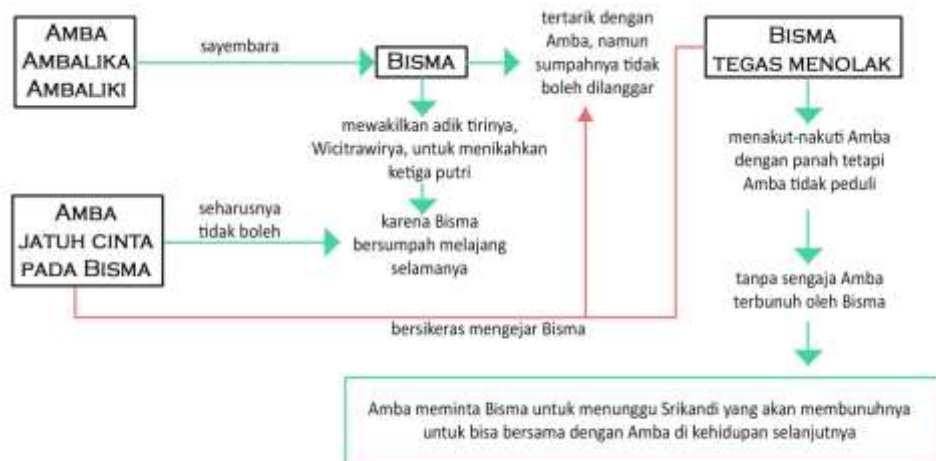 AMBA
AMBALIKA
AMBALIKI
sayembara
BISMA
tertarik dengan
Amba, namun
sumpahnya tidak
boleh dilanggar
BISMA
TEGAS MENOLAK
mewakilkan adik tirinya,
Wicitrawirya, untuk menikahkan
ketiga putri
menakut-nakuti Amba
dengan panah tetapi
Amba tidak peduli
AMBA
JATUH CINTA
PADA BISMA
seharusnya
tidak boleh
karena Bisma
bersumpah melajang
selamanya
tanpa sengaja Amba
terbunuh oleh Bisma
bersikeras mengejar Bisma
Amba meminta Bisma untuk menunggu Srikandi yang akan membunuhnya
untuk bisa bersama dengan Amba di kehidupan selanjutnya